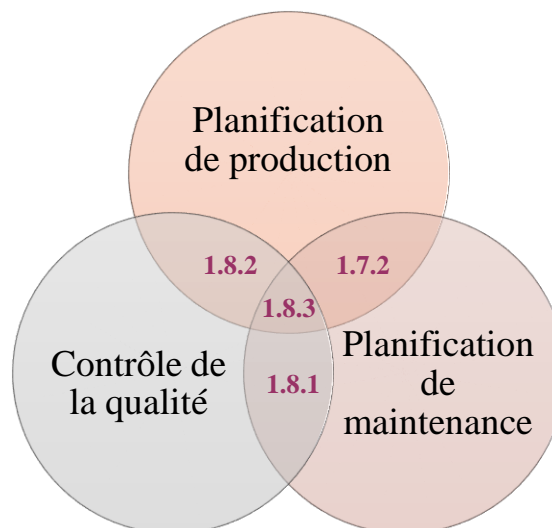 Planification
de production
1.8.2
1.7.2
1.8.3
Contrôle de
la qualité
1.8.1
Planification
de
maintenance